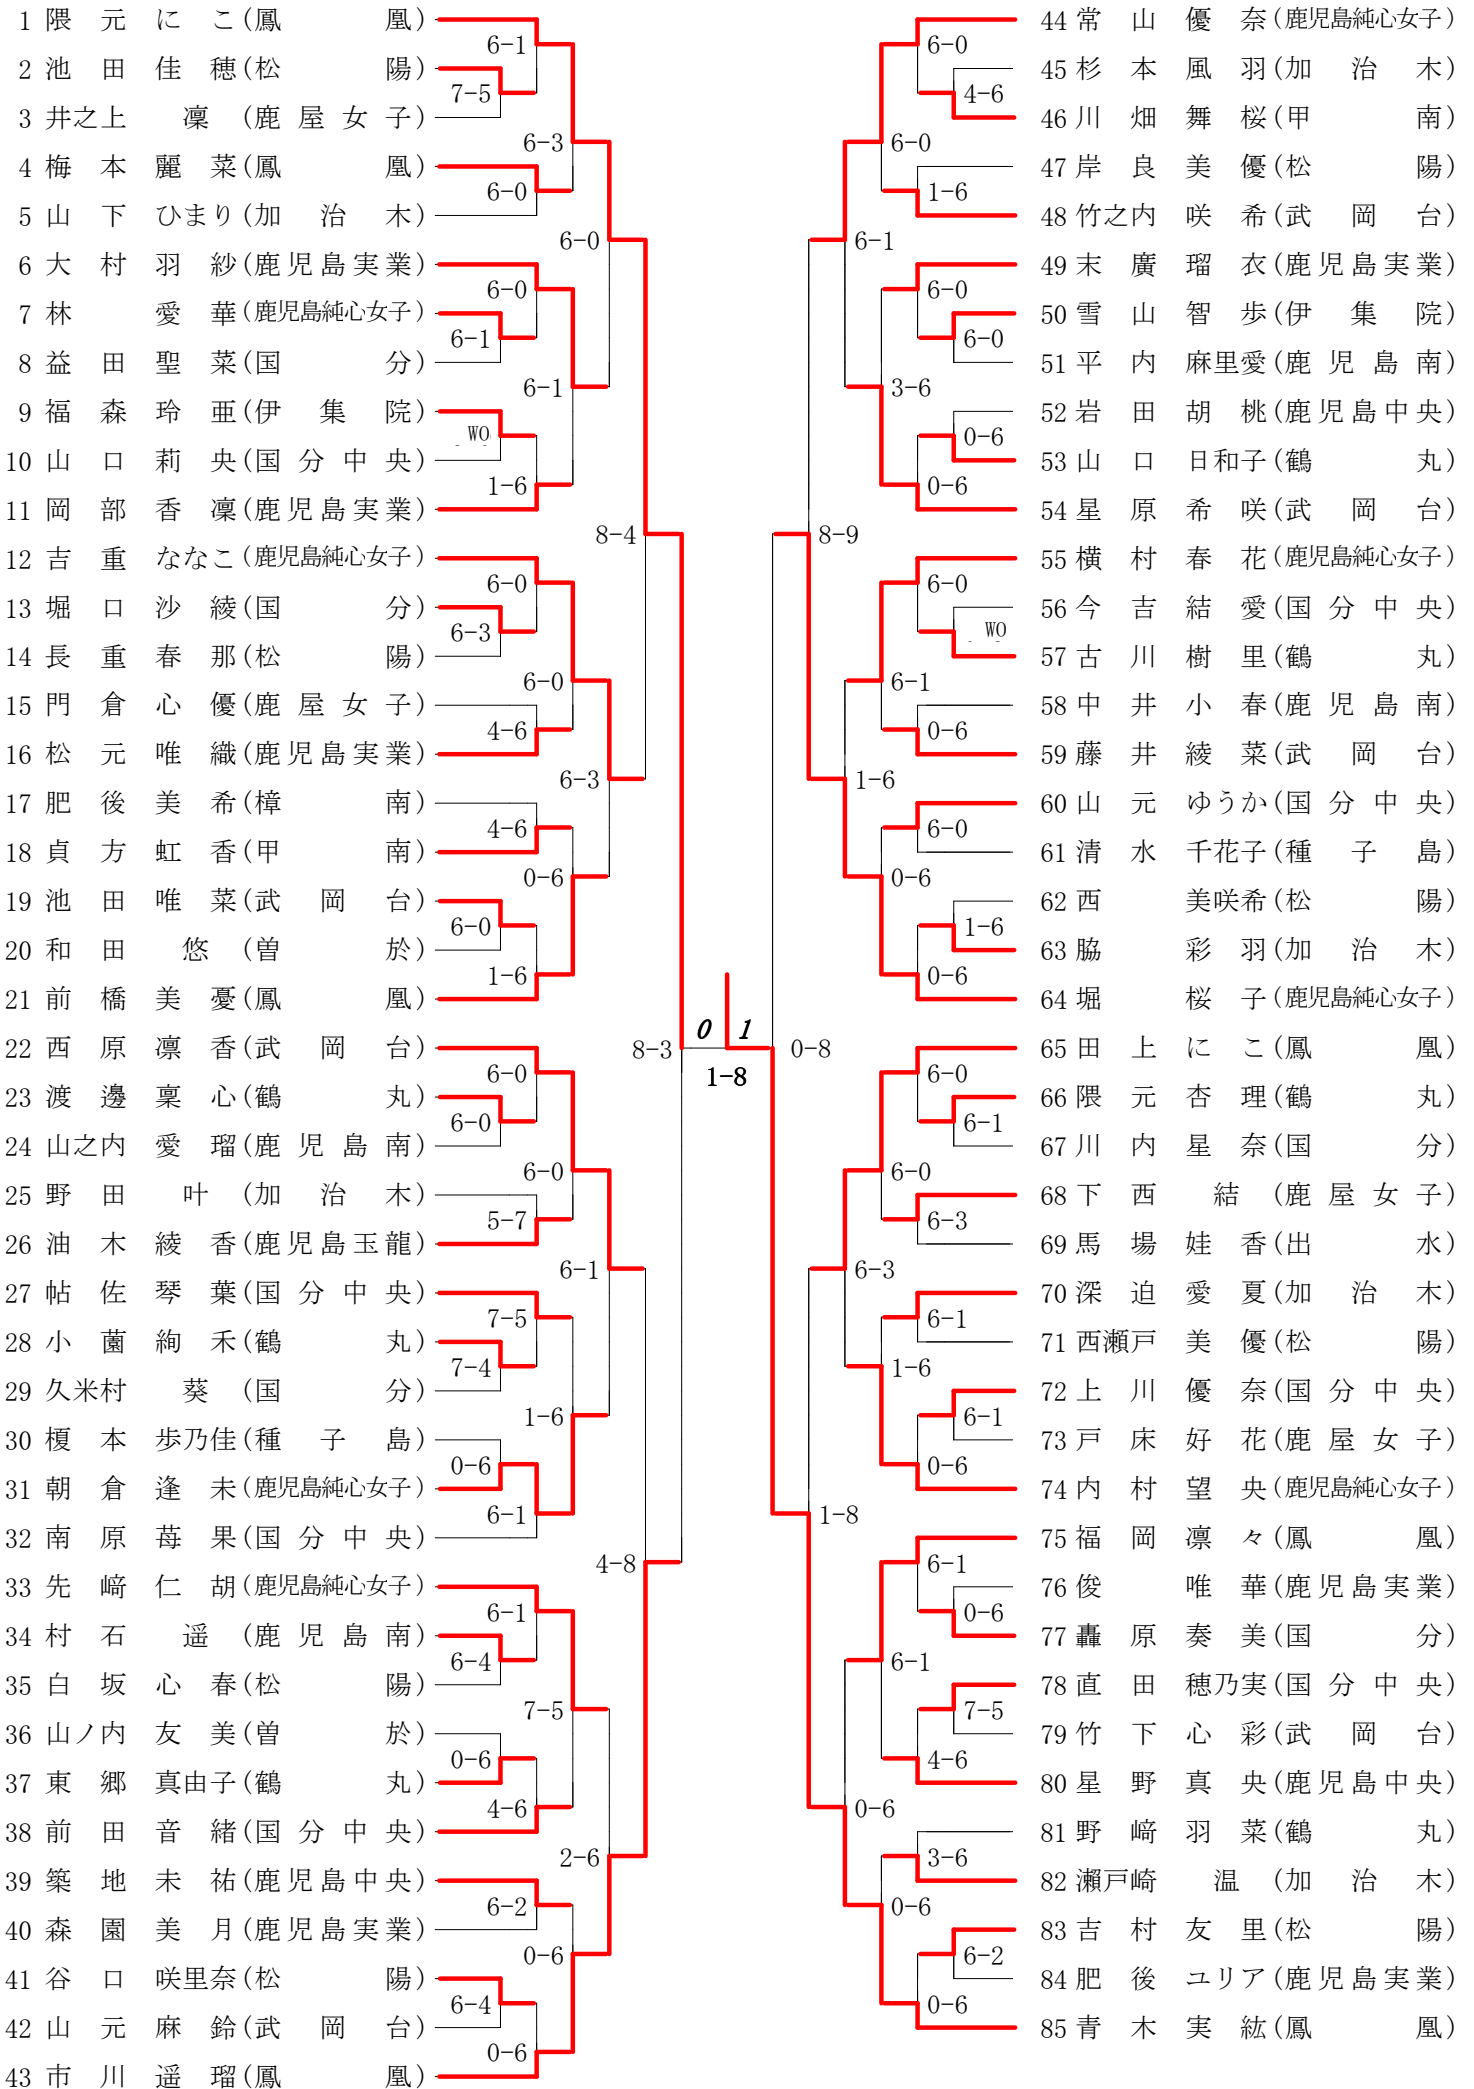 1 隈元にこ(鳳凰)
2 池田佳穂(松陽)
3 井之上凜(鹿屋女子)
4 梅本麗菜(鳳凰)
5 山下ひまり(加治木)
6 大村羽紗(鹿児島実業)
7 林愛華(鹿児島純心女子)
8 益田聖菜(国分)
9 福森玲亜(伊集院)
10 山口莉央(国分中央)
11 岡部香凜(鹿児島実業)
12 吉重ななこ(鹿児島純心女子)
13 堀口沙綾(国分)
14 長重春那(松陽)
15 門倉心優(鹿屋女子)
16 松元唯織(鹿児島実業)
17 肥後美希(樟南)
18 貞方虹香(甲南)
19 池田唯菜(武岡台)
20 和田悠(曽於)
21 前橋美憂(鳳凰)
22 西原凛香(武岡台)
23 渡邊稟心(鶴丸)
24 山之内愛瑠(鹿児島南)
25 野田叶(加治木)
26 油木綾香(鹿児島玉龍)
27 帖佐琴葉(国分中央)
28 小薗絢禾(鶴丸)
29 久米村葵(国分)
30 榎本歩乃佳(種子島)
31 朝倉逢未(鹿児島純心女子)
32 南原苺果(国分中央)
33 先﨑仁胡(鹿児島純心女子)
34 村石遥(鹿児島南)
35 白坂心春(松陽)
36 山ノ内友美(曽於)
37 東郷真由子(鶴丸)
38 前田音緒(国分中央)
39 築地未祐(鹿児島中央)
40 森園美月(鹿児島実業)
41 谷口咲里奈(松陽)
42 山元麻鈴(武岡台)
43 市川遥瑠(鳳凰)
6-1
7-5
6-3
6-0
6-0
6-0
6-1
6-1
WO
1-6
8-4
6-0
6-3
6-0
4-6
6-3
4-6
0-6
6-0
1-6
8-3
6-0
6-0
6-0
5-7
6-1
7-5
7-4
1-6
0-6
6-1
4-8
6-1
6-4
7-5
0-6
4-6
2-6
6-2
0-6
6-4
0-6
0 1
1-8
44 常山優奈(鹿児島純心女子)
45 杉本風羽(加治木)
46 川畑舞桜(甲南)
47 岸良美優(松陽)
48 竹之内咲希(武岡台)
49 末廣瑠衣(鹿児島実業)
50 雪山智歩(伊集院)
51 平内麻里愛(鹿児島南)
52 岩田胡桃(鹿児島中央)
53 山口日和子(鶴丸)
54 星原希咲(武岡台)
55 横村春花(鹿児島純心女子)
56 今吉結愛(国分中央)
57 古川樹里(鶴丸)
58 中井小春(鹿児島南)
59 藤井綾菜(武岡台)
60 山元ゆうか(国分中央)
61 清水千花子(種子島)
62 西美咲希(松陽)
63 脇彩羽(加治木)
64 堀桜子(鹿児島純心女子)
65 田上にこ(鳳凰)
66 隈元杏理(鶴丸)
67 川内星奈(国分)
68 下西結(鹿屋女子)
69 馬場娃香(出水)
70 深迫愛夏(加治木)
71 西瀬戸美優(松陽)
72 上川優奈(国分中央)
73 戸床好花(鹿屋女子)
74 内村望央(鹿児島純心女子)
75 福岡凛々(鳳凰)
76 俊唯華(鹿児島実業)
77 轟原奏美(国分)
78 直田穂乃実(国分中央)
79 竹下心彩(武岡台)
80 星野真央(鹿児島中央)
81 野﨑羽菜(鶴丸)
82 瀬戸崎温(加治木)
83 吉村友里(松陽)
84 肥後ユリア(鹿児島実業)
85 青木実紘(鳳凰)
6-0
4-6
6-0
1-6
6-1
6-0
6-0
3-6
0-6
0-6
8-9
6-0
WO
6-1
0-6
1-6
6-0
0-6
1-6
0-6
0-8
6-0
6-1
6-0
6-3
6-3
6-1
1-6
6-1
0-6
1-8
6-1
0-6
6-1
7-5
4-6
0-6
3-6
0-6
6-2
0-6